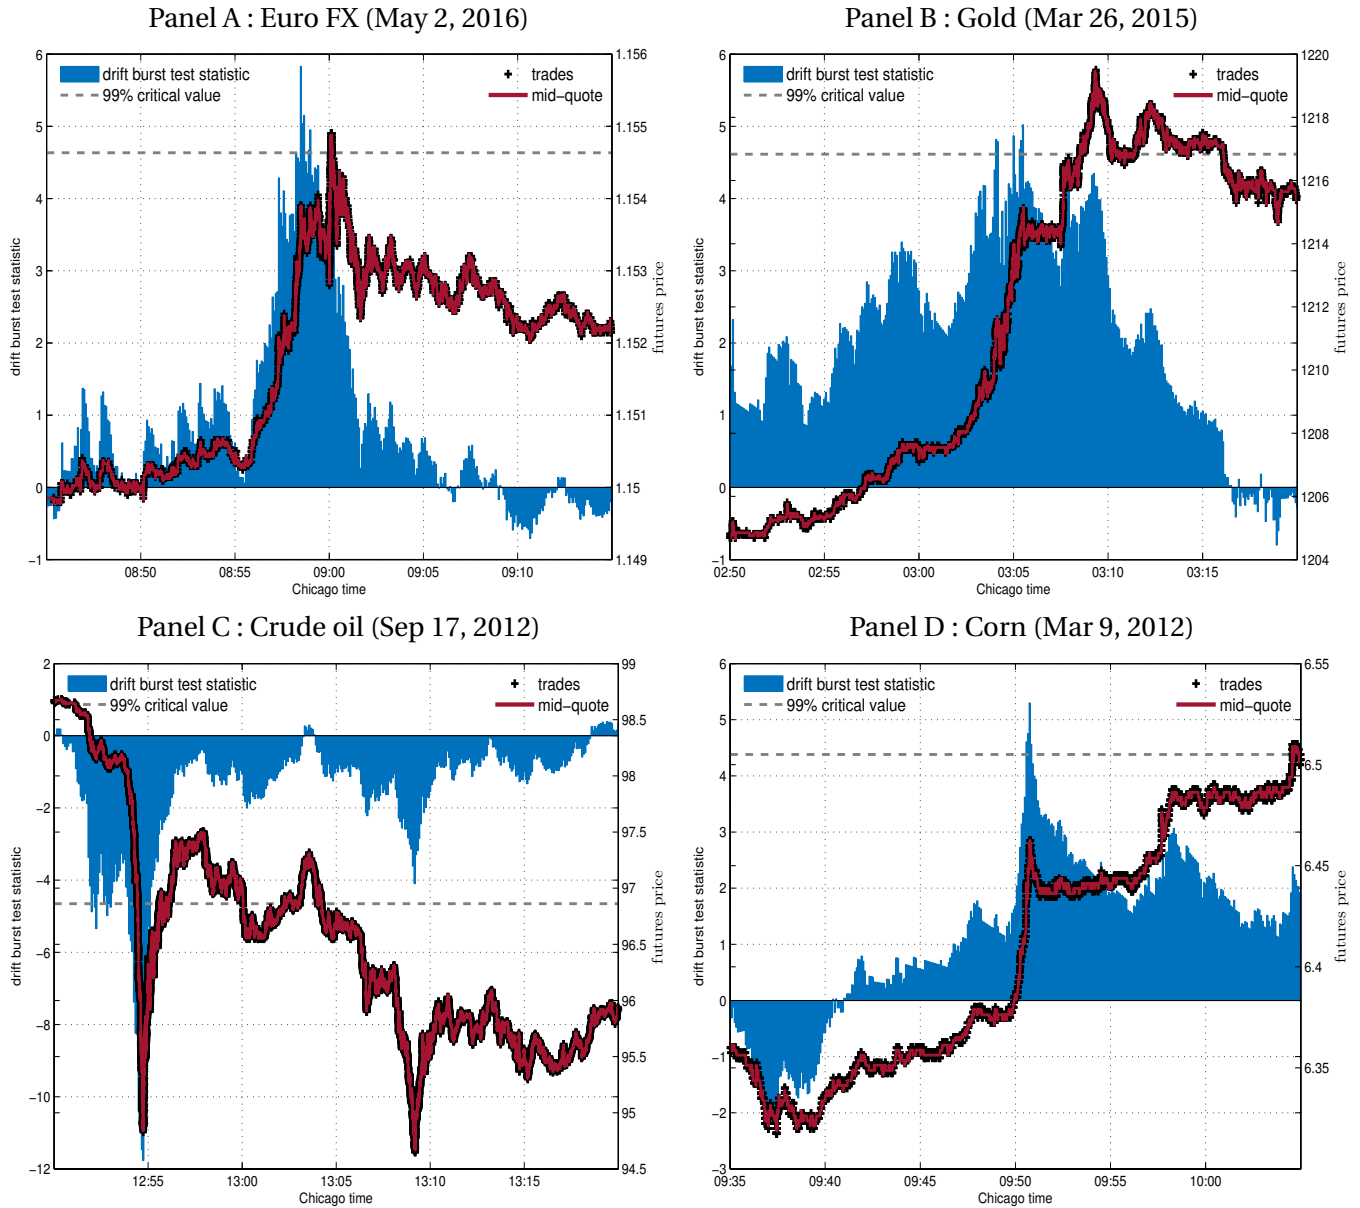 Panel A : Euro FX (May 2, 2016)
drift burst test statistic
99% critical value
trades
mid−quote
6
5
4
3
2
1
0
−1
drift burst test statistic
1.156
1.155
1.154
1.153
1.152
1.151
1.15
1.149
futures price
08:50 08:55 09:00 09:05 09:10
Chicago time
Panel B : Gold (Mar 26, 2015)
drift burst test statistic
99% critical value
trades
mid−quote
6
5
4
3
2
1
0
−1
drift burst test statistic
1220
1218
1216
1214
1212
1210
1208
1206
1204
futures price
02:50 02:55 03:00 03:05 03:10 03:15
Chicago time
Panel C : Crude oil (Sep 17, 2012)
drift burst test statistic
99% critical value
trades
mid−quote
2
0
−2
−4
−6
−8
−10
−12
drift burst test statistic
99
98.5
98
97.5
97
96.5
96
95.5
95
94.5
futures price
12:55 13:00 13:05 13:10 13:15
Chicago time
Panel D : Corn (Mar 9, 2012)
drift burst test statistic
99% critical value
trades
mid−quote
6
5
4
3
2
1
0
−1
−2
−3
drift burst test statistic
6.55
6.5
6.45
6.4
6.35
futures price
09:35 09:40 09:45 09:50 09:55 10:00
Chicago time